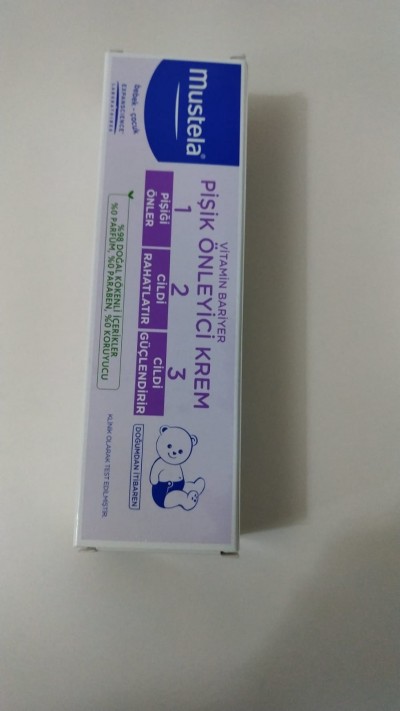 mustela®
bebek - çocuk
EXPANSCIENCE®
LABORATOIRES
VİTAMİN BARİYER
PİŞİK ÖNLEYİCİ KREM
1
PİŞİĞİ
ÖNLER
2
CİLDİ
RAHATLATIR
3
CİLDİ
GÜÇLENDİRİR
%98 DOĞAL KÖKENLİ İÇERİKLER
%0 PARFÜM, %0 PARABEN, %0 KORUYUCU
DOĞUMDAN İTİBAREN
KLİNİK OLARAK TEST EDİLMİŞTİR